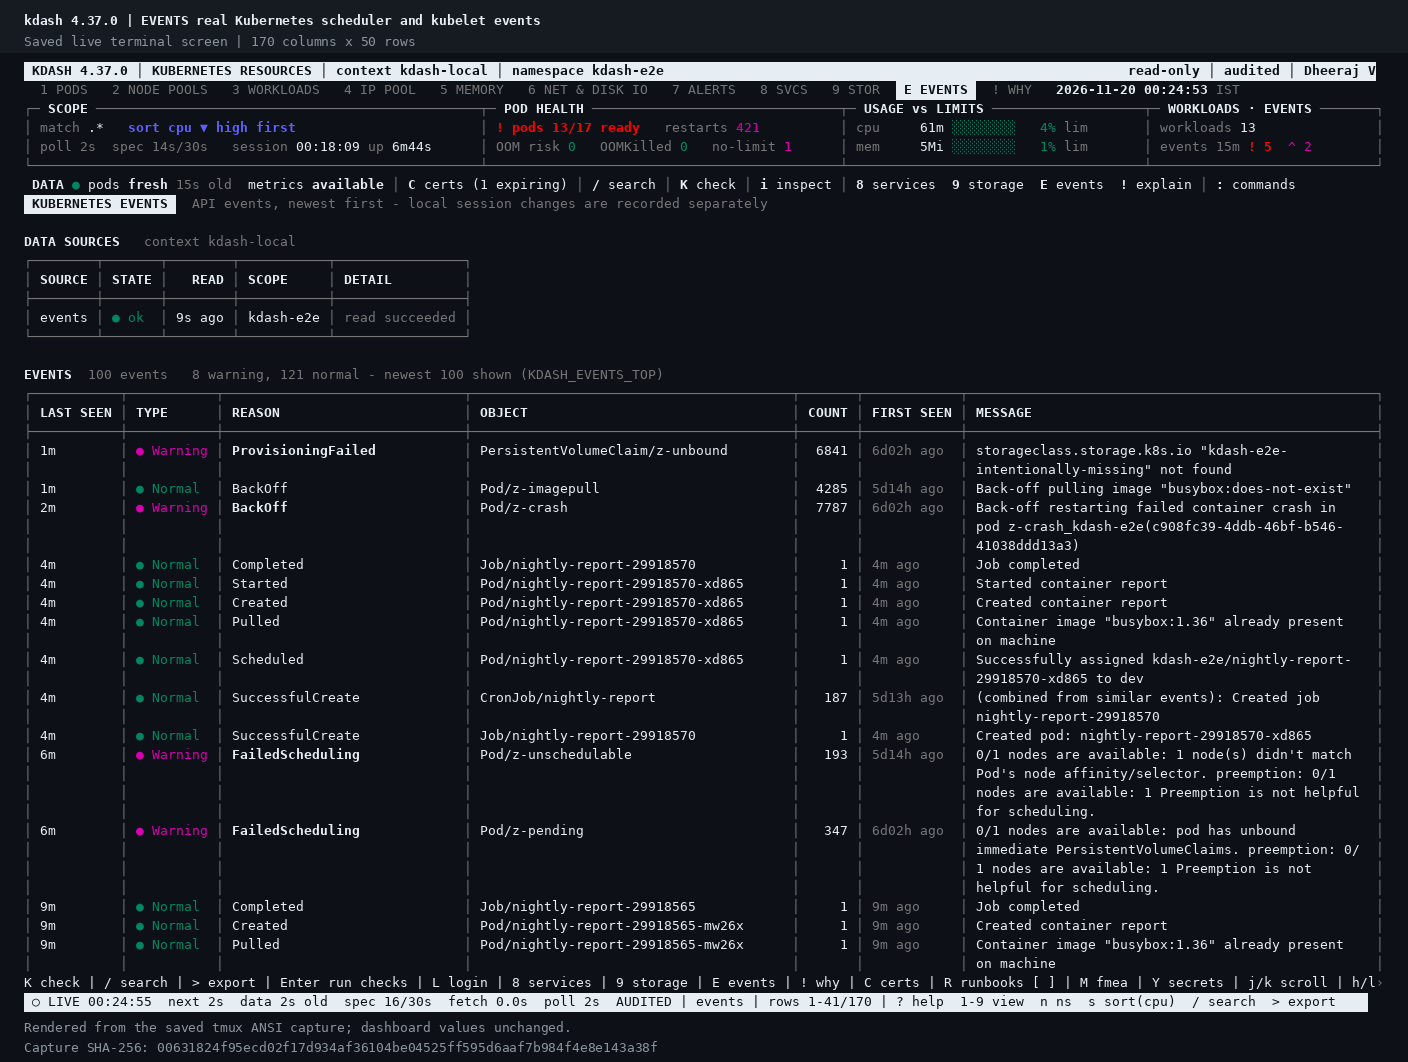 kdash 4.37.0 | EVENTS real Kubernetes scheduler and kubelet events
Saved live terminal screen | 170 columns x 50 rows
KDASH 4.37.0 │ KUBERNETES RESOURCES │ context kdash-local │ namespace kdash-e2e read-only │ audited │ Dheeraj V
1 PODS 2 NODE POOLS 3 WORKLOADS 4 IP POOL 5 MEMORY 6 NET & DISK IO 7 ALERTS 8 SVCS 9 STOR E EVENTS ! WHY 2026-11-20 00:24:53 IST
SCOPE POD HEALTH USAGE vs LIMITS WORKLOADS · EVENTS
match .* sort cpu ▼ high first │ ! pods 13/17 ready restarts 421 │ cpu 61m ░░░░░░░░ 4% lim │ workloads 13
poll 2s spec 14s/30s session 00:18:09 up 6m44s │ OOM risk 0 OOMKilled 0 no-limit 1 │ mem 5Mi ░░░░░░░░ 1% lim │ events 15m ! 5 ^ 2
DATA ● pods fresh 15s old metrics available │ C certs (1 expiring) │ / search │ K check │ i inspect │ 8 services 9 storage E events ! explain │ : commands
KUBERNETES EVENTS API events, newest first - local session changes are recorded separately
DATA SOURCES context kdash-local
SOURCE │ STATE │ READ │ SCOPE │ DETAIL
events │ ● ok │ 9s ago │ kdash-e2e │ read succeeded
EVENTS 100 events 8 warning, 121 normal - newest 100 shown (KDASH_EVENTS_TOP)
LAST SEEN │ TYPE │ REASON │ OBJECT │ COUNT │ FIRST SEEN │ MESSAGE
1m │ ● Warning │ ProvisioningFailed │ PersistentVolumeClaim/z-unbound │ 6841 │ 6d02h ago │ storageclass.storage.k8s.io "kdash-e2e-
intentionally-missing" not found
1m │ ● Normal │ BackOff │ Pod/z-imagepull │ 4285 │ 5d14h ago │ Back-off pulling image "busybox:does-not-exist"
2m │ ● Warning │ BackOff │ Pod/z-crash │ 7787 │ 6d02h ago │ Back-off restarting failed container crash in
pod z-crash_kdash-e2e(c908fc39-4ddb-46bf-b546-
41038ddd13a3)
4m │ ● Normal │ Completed │ Job/nightly-report-29918570 │ 1 │ 4m ago │ Job completed
4m │ ● Normal │ Started │ Pod/nightly-report-29918570-xd865 │ 1 │ 4m ago │ Started container report
4m │ ● Normal │ Created │ Pod/nightly-report-29918570-xd865 │ 1 │ 4m ago │ Created container report
4m │ ● Normal │ Pulled │ Pod/nightly-report-29918570-xd865 │ 1 │ 4m ago │ Container image "busybox:1.36" already present
on machine
4m │ ● Normal │ Scheduled │ Pod/nightly-report-29918570-xd865 │ 1 │ 4m ago │ Successfully assigned kdash-e2e/nightly-report-
29918570-xd865 to dev
4m │ ● Normal │ SuccessfulCreate │ CronJob/nightly-report │ 187 │ 5d13h ago │ (combined from similar events): Created job
nightly-report-29918570
4m │ ● Normal │ SuccessfulCreate │ Job/nightly-report-29918570 │ 1 │ 4m ago │ Created pod: nightly-report-29918570-xd865
6m │ ● Warning │ FailedScheduling │ Pod/z-unschedulable │ 193 │ 5d14h ago │ 0/1 nodes are available: 1 node(s) didn't match
Pod's node affinity/selector. preemption: 0/1
nodes are available: 1 Preemption is not helpful
for scheduling.
6m │ ● Warning │ FailedScheduling │ Pod/z-pending │ 347 │ 6d02h ago │ 0/1 nodes are available: pod has unbound
immediate PersistentVolumeClaims. preemption: 0/
1 nodes are available: 1 Preemption is not
helpful for scheduling.
9m │ ● Normal │ Completed │ Job/nightly-report-29918565 │ 1 │ 9m ago │ Job completed
9m │ ● Normal │ Created │ Pod/nightly-report-29918565-mw26x │ 1 │ 9m ago │ Created container report
9m │ ● Normal │ Pulled │ Pod/nightly-report-29918565-mw26x │ 1 │ 9m ago │ Container image "busybox:1.36" already present
on machine
K check | / search | > export | Enter run checks | L login | 8 services | 9 storage | E events | ! why | C certs | R runbooks [ ] | M fmea | Y secrets | j/k scroll | h/l›
○ LIVE 00:24:55 next 2s data 2s old spec 16/30s fetch 0.0s poll 2s AUDITED | events | rows 1-41/170 | ? help 1-9 view n ns s sort(cpu) / search > export
Rendered from the saved tmux ANSI capture; dashboard values unchanged.
Capture SHA-256: 00631824f95ecd02f17d934af36104be04525ff595d6aaf7b984f4e8e143a38f